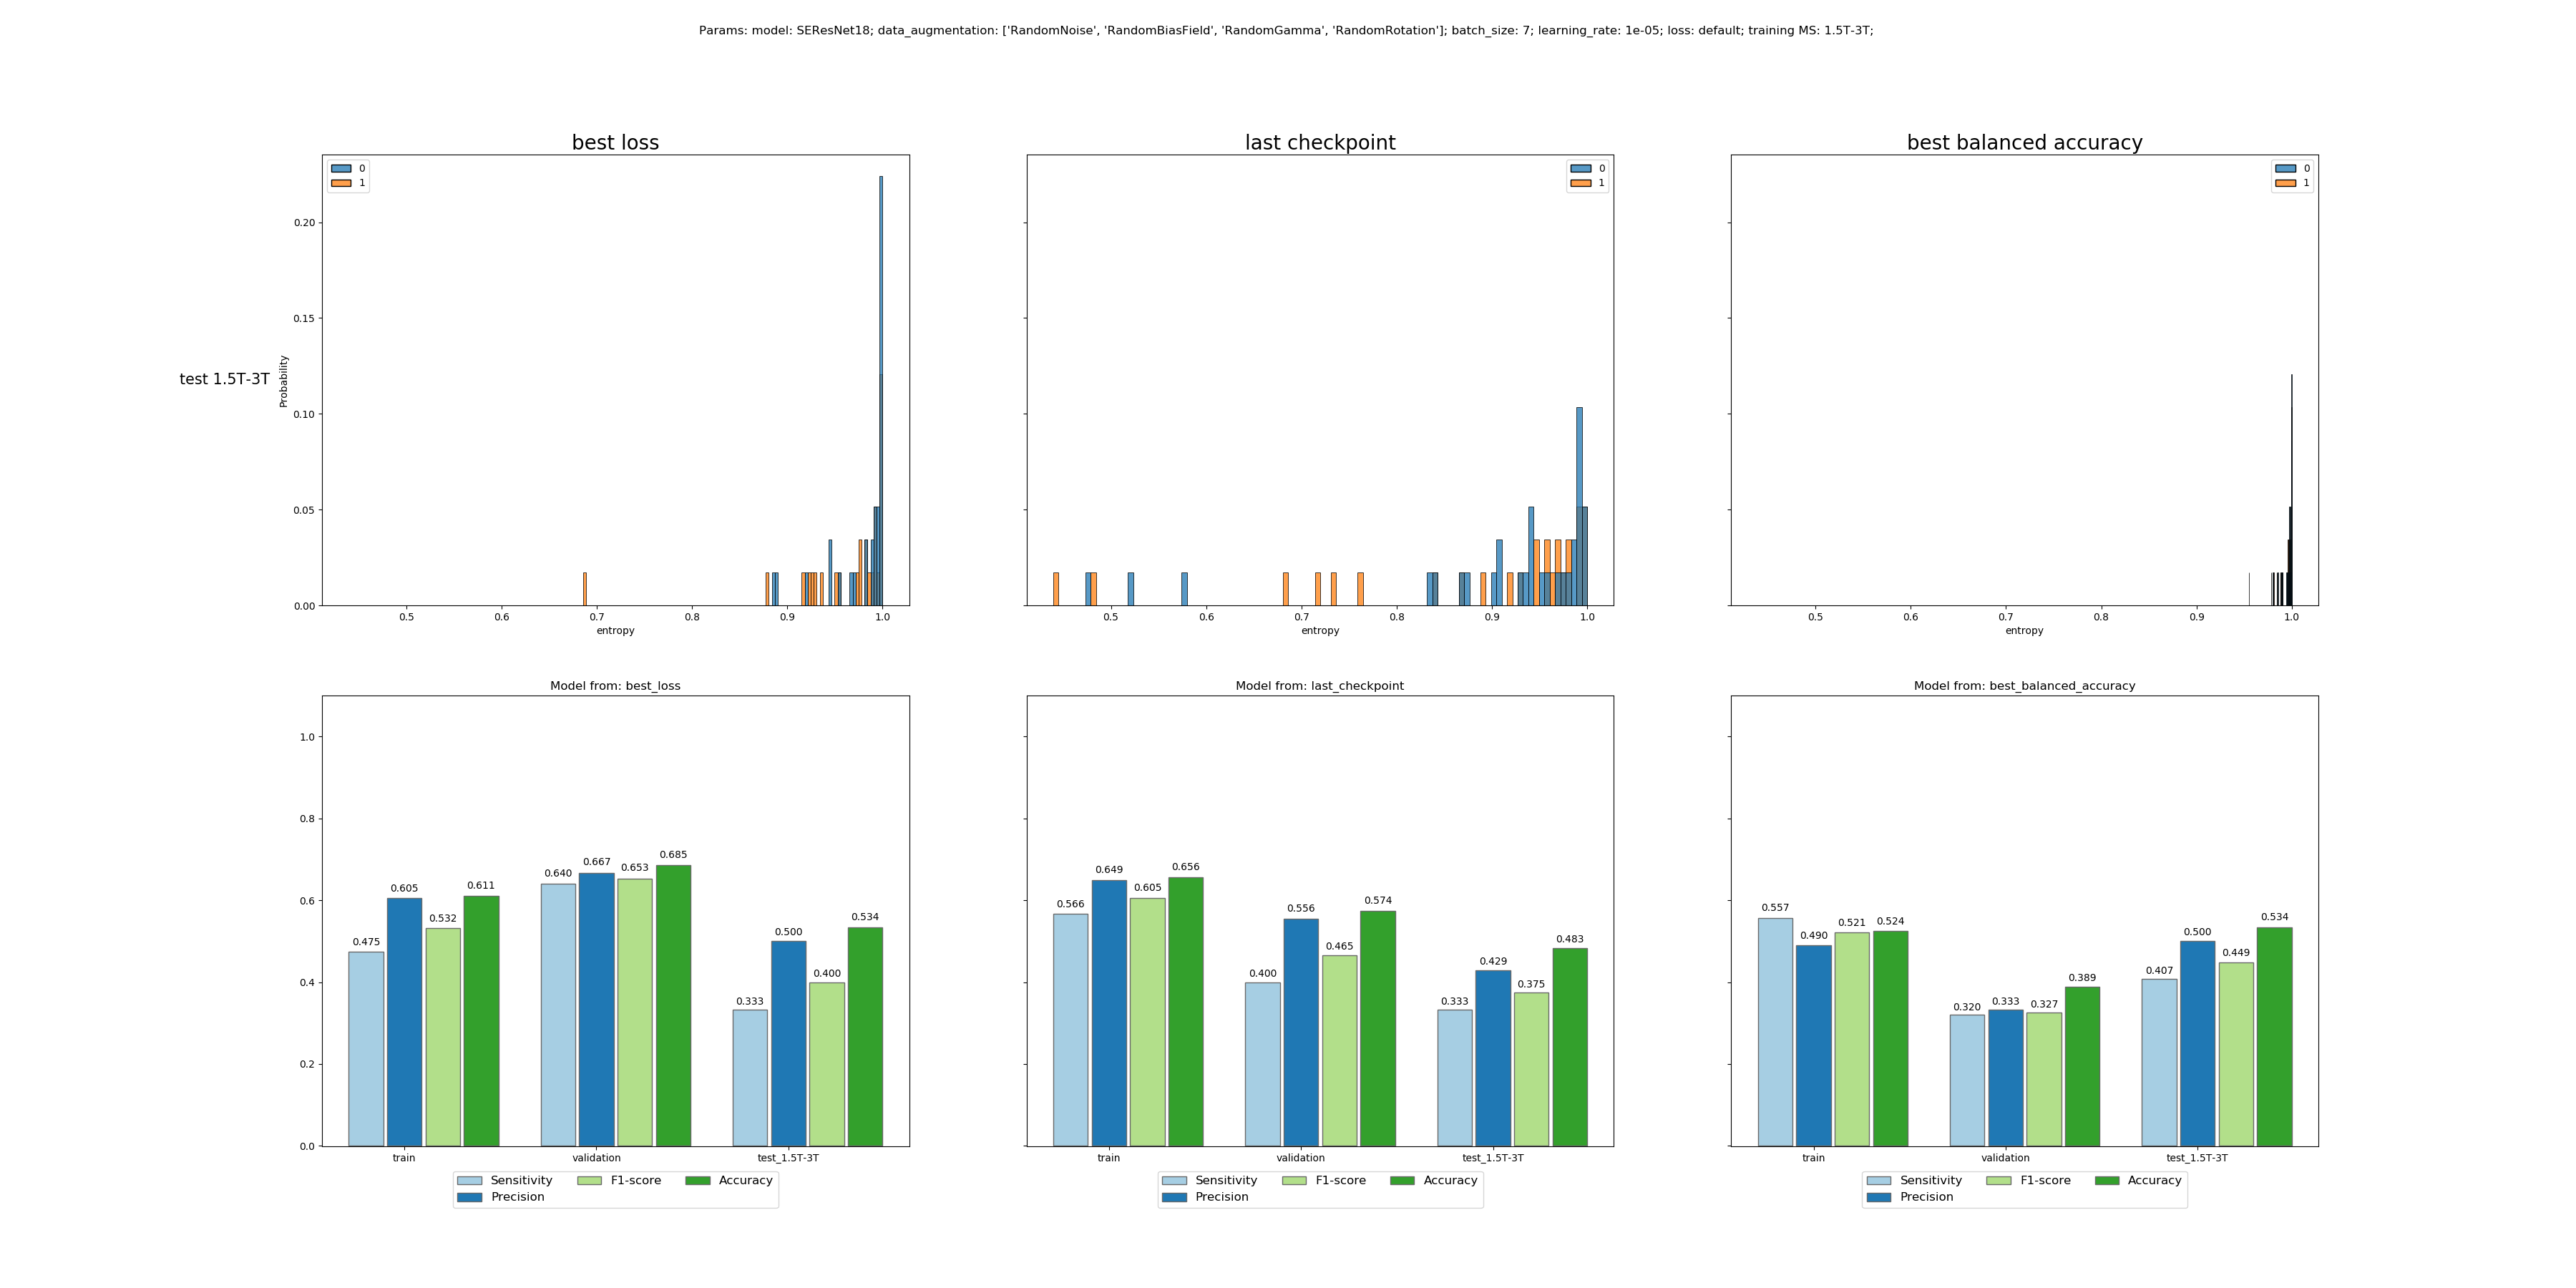 Params: model: SEResNet18; data_augmentation: ['RandomNoise', 'RandomBiasField', 'RandomGamma', 'RandomRotation']; batch_size: 7; learning_rate: 1e-05; loss: default; training MS: 1.5T-3T;
best loss
last checkpoint
best balanced accuracy
test 1.5T-3T
Probability
0.20
0.15
0.10
0.05
0.00
0
1
0.5 0.6 0.7 0.8 0.9 1.0
entropy
0
1
0.5 0.6 0.7 0.8 0.9 1.0
entropy
0
1
0.5 0.6 0.7 0.8 0.9 1.0
entropy
Model from: best_loss
1.0
0.8
0.6
0.4
0.2
0.0
0.475 0.605 0.532 0.611
0.640 0.667 0.653 0.685
0.333 0.500 0.400 0.534
train validation test_1.5T-3T
Sensitivity F1-score Accuracy
Precision
Model from: last_checkpoint
0.566 0.649 0.605 0.656
0.400 0.556 0.465 0.574
0.333 0.429 0.375 0.483
train validation test_1.5T-3T
Sensitivity F1-score Accuracy
Precision
Model from: best_balanced_accuracy
0.557 0.490 0.521 0.524
0.320 0.333 0.327 0.389
0.407 0.500 0.449 0.534
train validation test_1.5T-3T
Sensitivity F1-score Accuracy
Precision